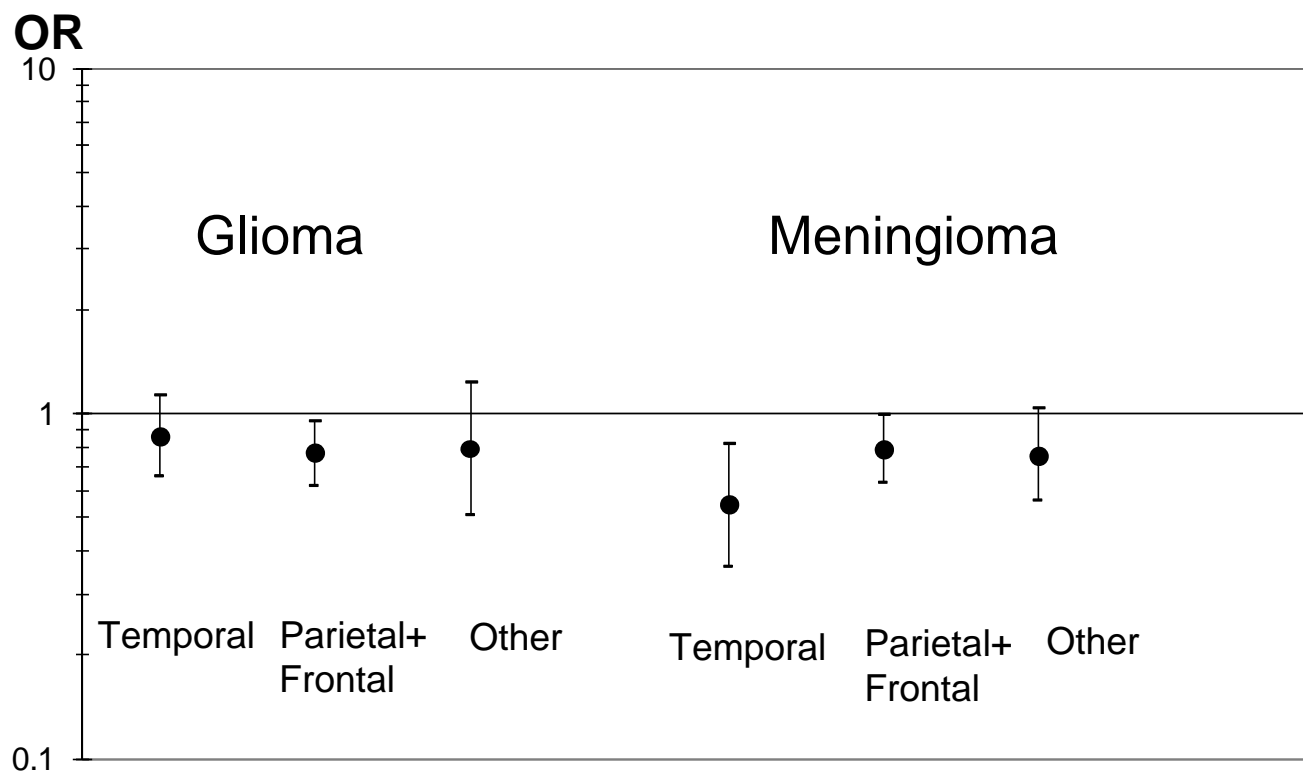 OR
10
Glioma
Meningioma
1
Temporal
Parietal+
Frontal
Other
Temporal
Parietal+
Frontal
Other
0.1